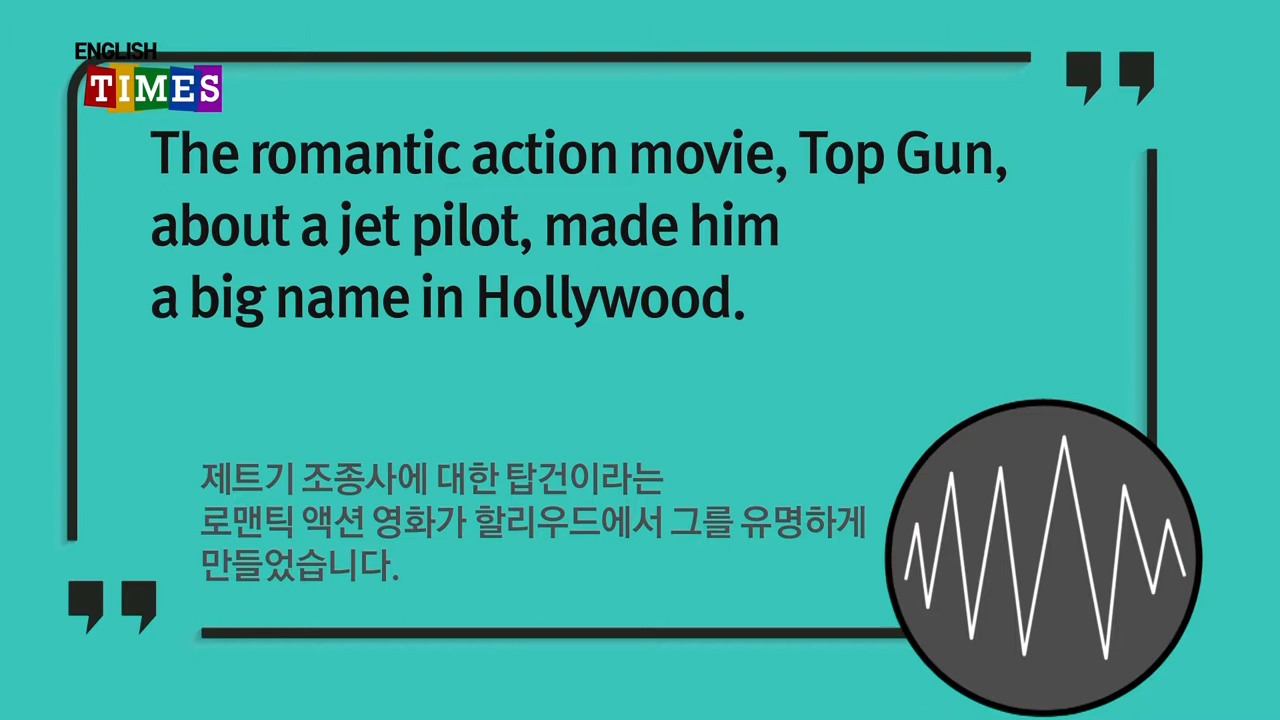 ENGLISH
TIMES
The romantic action movie, Top Gun,
about a jet pilot, made him
a big name in Hollywood.
제트기 조종사에 대한 탑건이라는
로맨틱 액션 영화가 할리우드에서 그를 유명하게
만들었습니다.